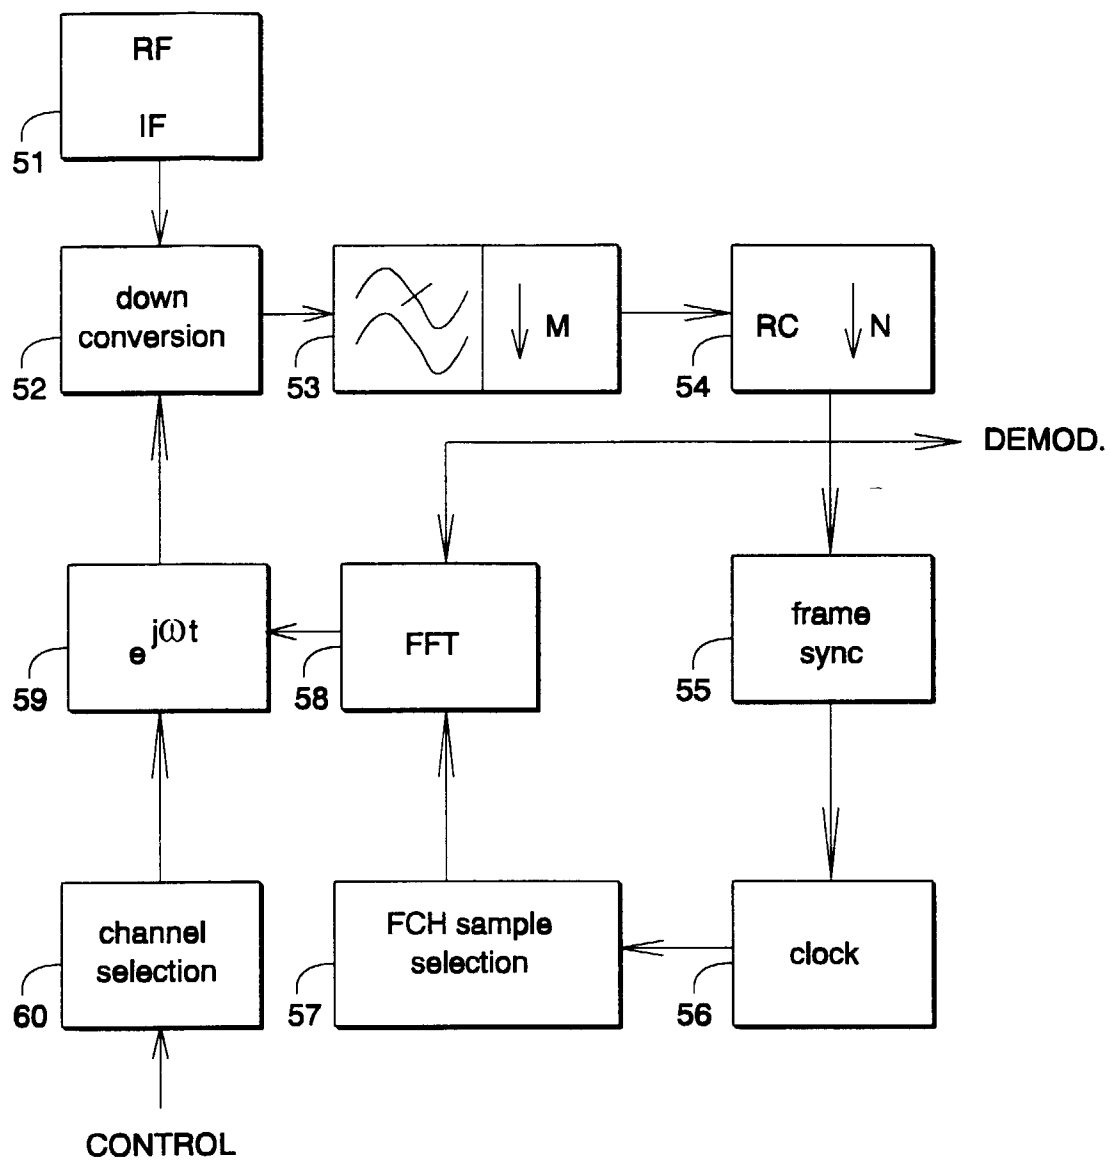 RF
IF
51
down
conversion
52
53
M
RC
N
54
DEMOD.
e^jωt
59
FFT
58
frame
sync
55
channel
selection
60
FCH sample
selection
57
clock
56
CONTROL